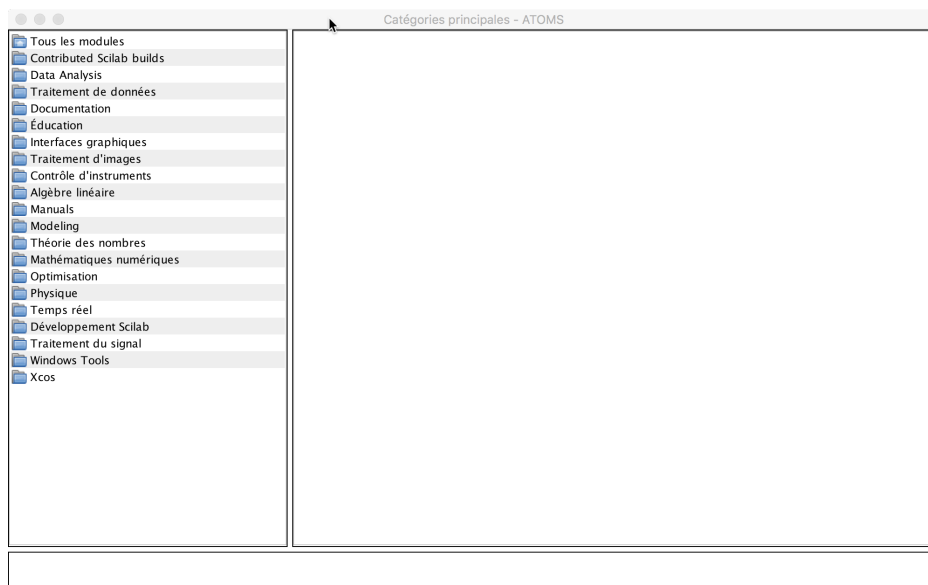 Catégories principales - ATOMS
Tous les modules
Contributed Scilab builds
Data Analysis
Traitement de données
Documentation
Éducation
Interfaces graphiques
Traitement d'images
Contrôle d'instruments
Algèbre linéaire
Manuals
Modeling
Théorie des nombres
Mathématiques numériques
Optimisation
Physique
Temps réel
Développement Scilab
Traitement du signal
Windows Tools
Xcos